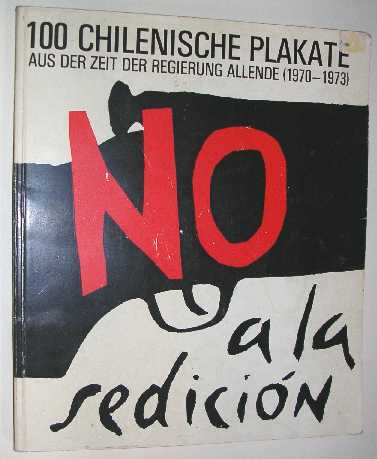 100 CHILENISCHE PLAKATE
AUS DER ZEIT DER REGIERUNG ALLENDE (1970–1973)
NO
a la
sedición